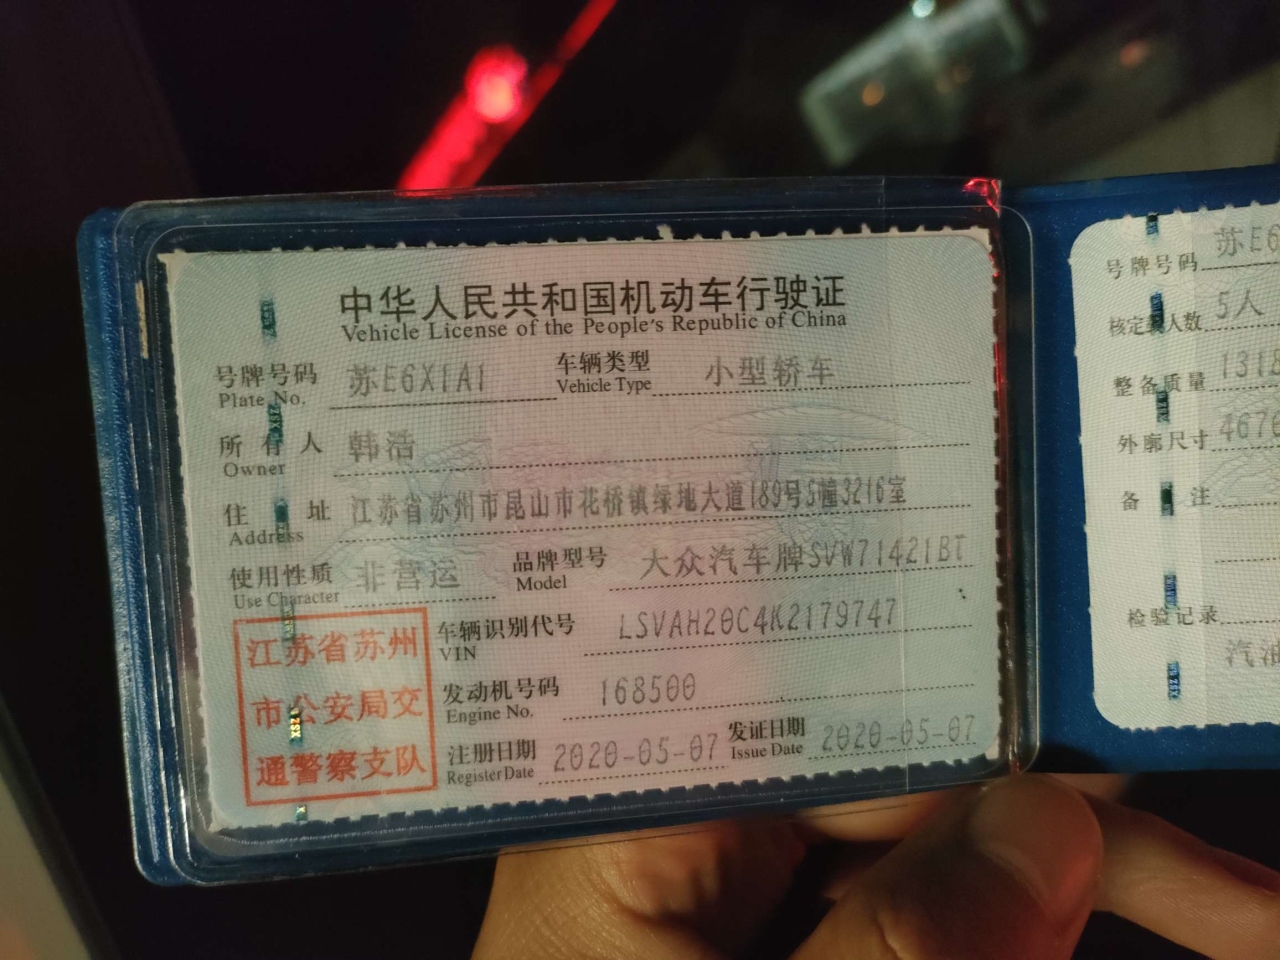 中华人民共和国机动车行驶证
Vehicle License of the People's Republic of China
号牌号码 苏E6X1A1 车辆类型 小型轿车
Plate No. Vehicle Type
所有人 韩浩
Owner
住址 江苏省苏州市昆山市花桥镇绿地大道189号5幢3216室
Address
使用性质 非营运 品牌型号 大众汽车牌SVW71421BT
Use Character Model
车辆识别代号 LSVAH20C4K2179747
VIN
发动机号码 168500
Engine No.
注册日期 2020-05-07 发证日期 2020-05-07
Register Date Issue Date
江苏省苏州
市公安局交
通警察支队
号牌号码 苏E6
核定载人数 5人
整备质量 1312
外廓尺寸 4670
备注
检验记录
汽油